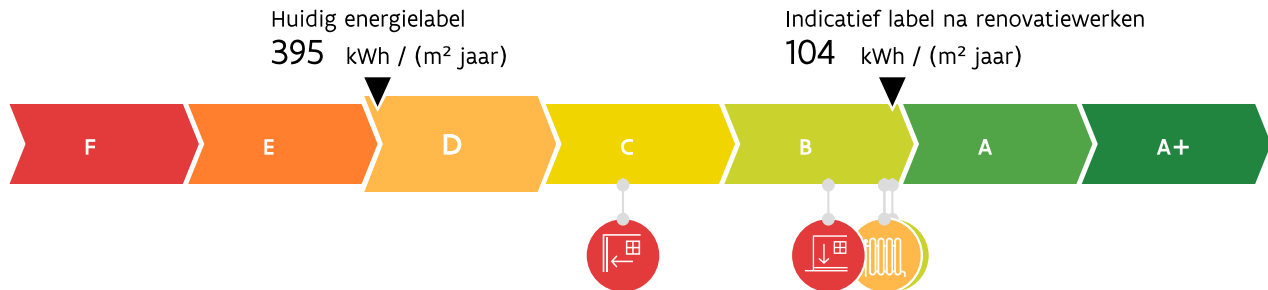 Huidig energielabel
395 kWh / (m² jaar)
Indicatief label na renovatiewerken
104 kWh / (m² jaar)
F E D C B A A+